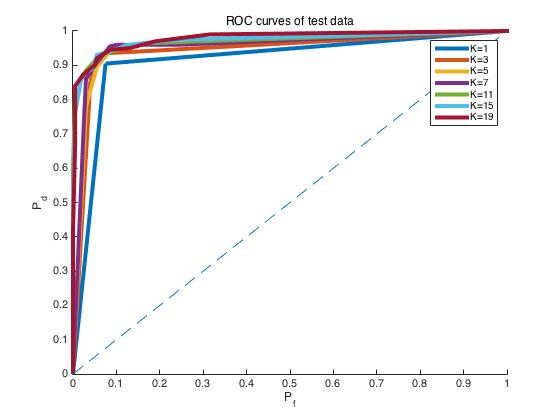 ROC curves of test data
1
0.9
0.8
0.7
0.6
0.5
0.4
0.3
0.2
0.1
0
P_d
K=1
K=3
K=5
K=7
K=11
K=15
K=19
0 0.1 0.2 0.3 0.4 0.5 0.6 0.7 0.8 0.9 1
P_f